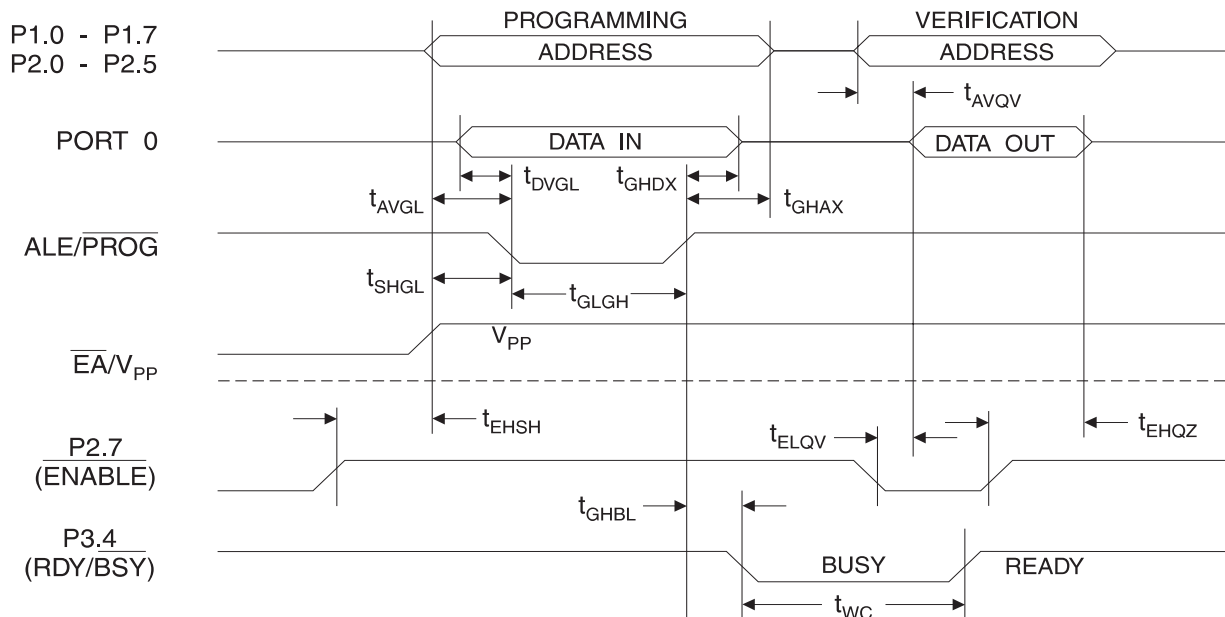 PROGRAMMING VERIFICATION
P1.0 - P1.7
P2.0 - P2.5
ADDRESS ADDRESS
tAVQV
PORT 0 DATA IN DATA OUT
tDVGL tGHDX
tAVGL tGHAX
ALE/PROG
tSHGL tGLGH
VPP
EA/VPP
tEHSH tELQV tEHQZ
P2.7
(ENABLE)
tGHBL
P3.4
(RDY/BSY) BUSY READY
tWC